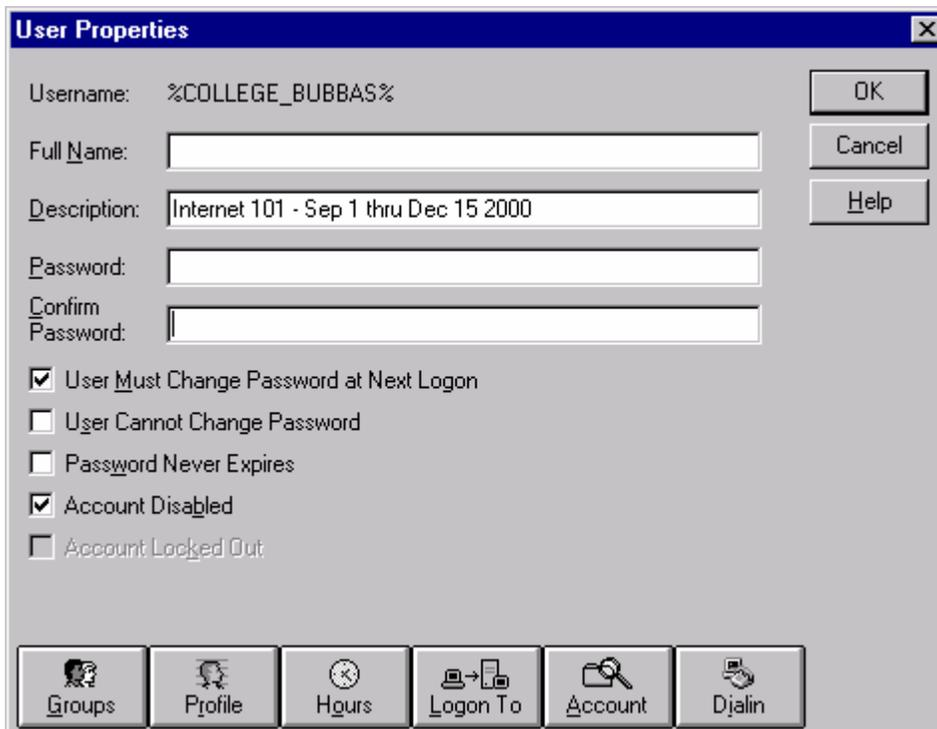 User Properties
Username: %COLLEGE_BUBBAS%
OK
Full Name:
Cancel
Description: Internet 101 - Sep 1 thru Dec 15 2000
Help
Password:
Confirm
Password:
User Must Change Password at Next Logon
User Cannot Change Password
Password Never Expires
Account Disabled
Account Locked Out
Groups Profile Hours Logon To Account Dialin